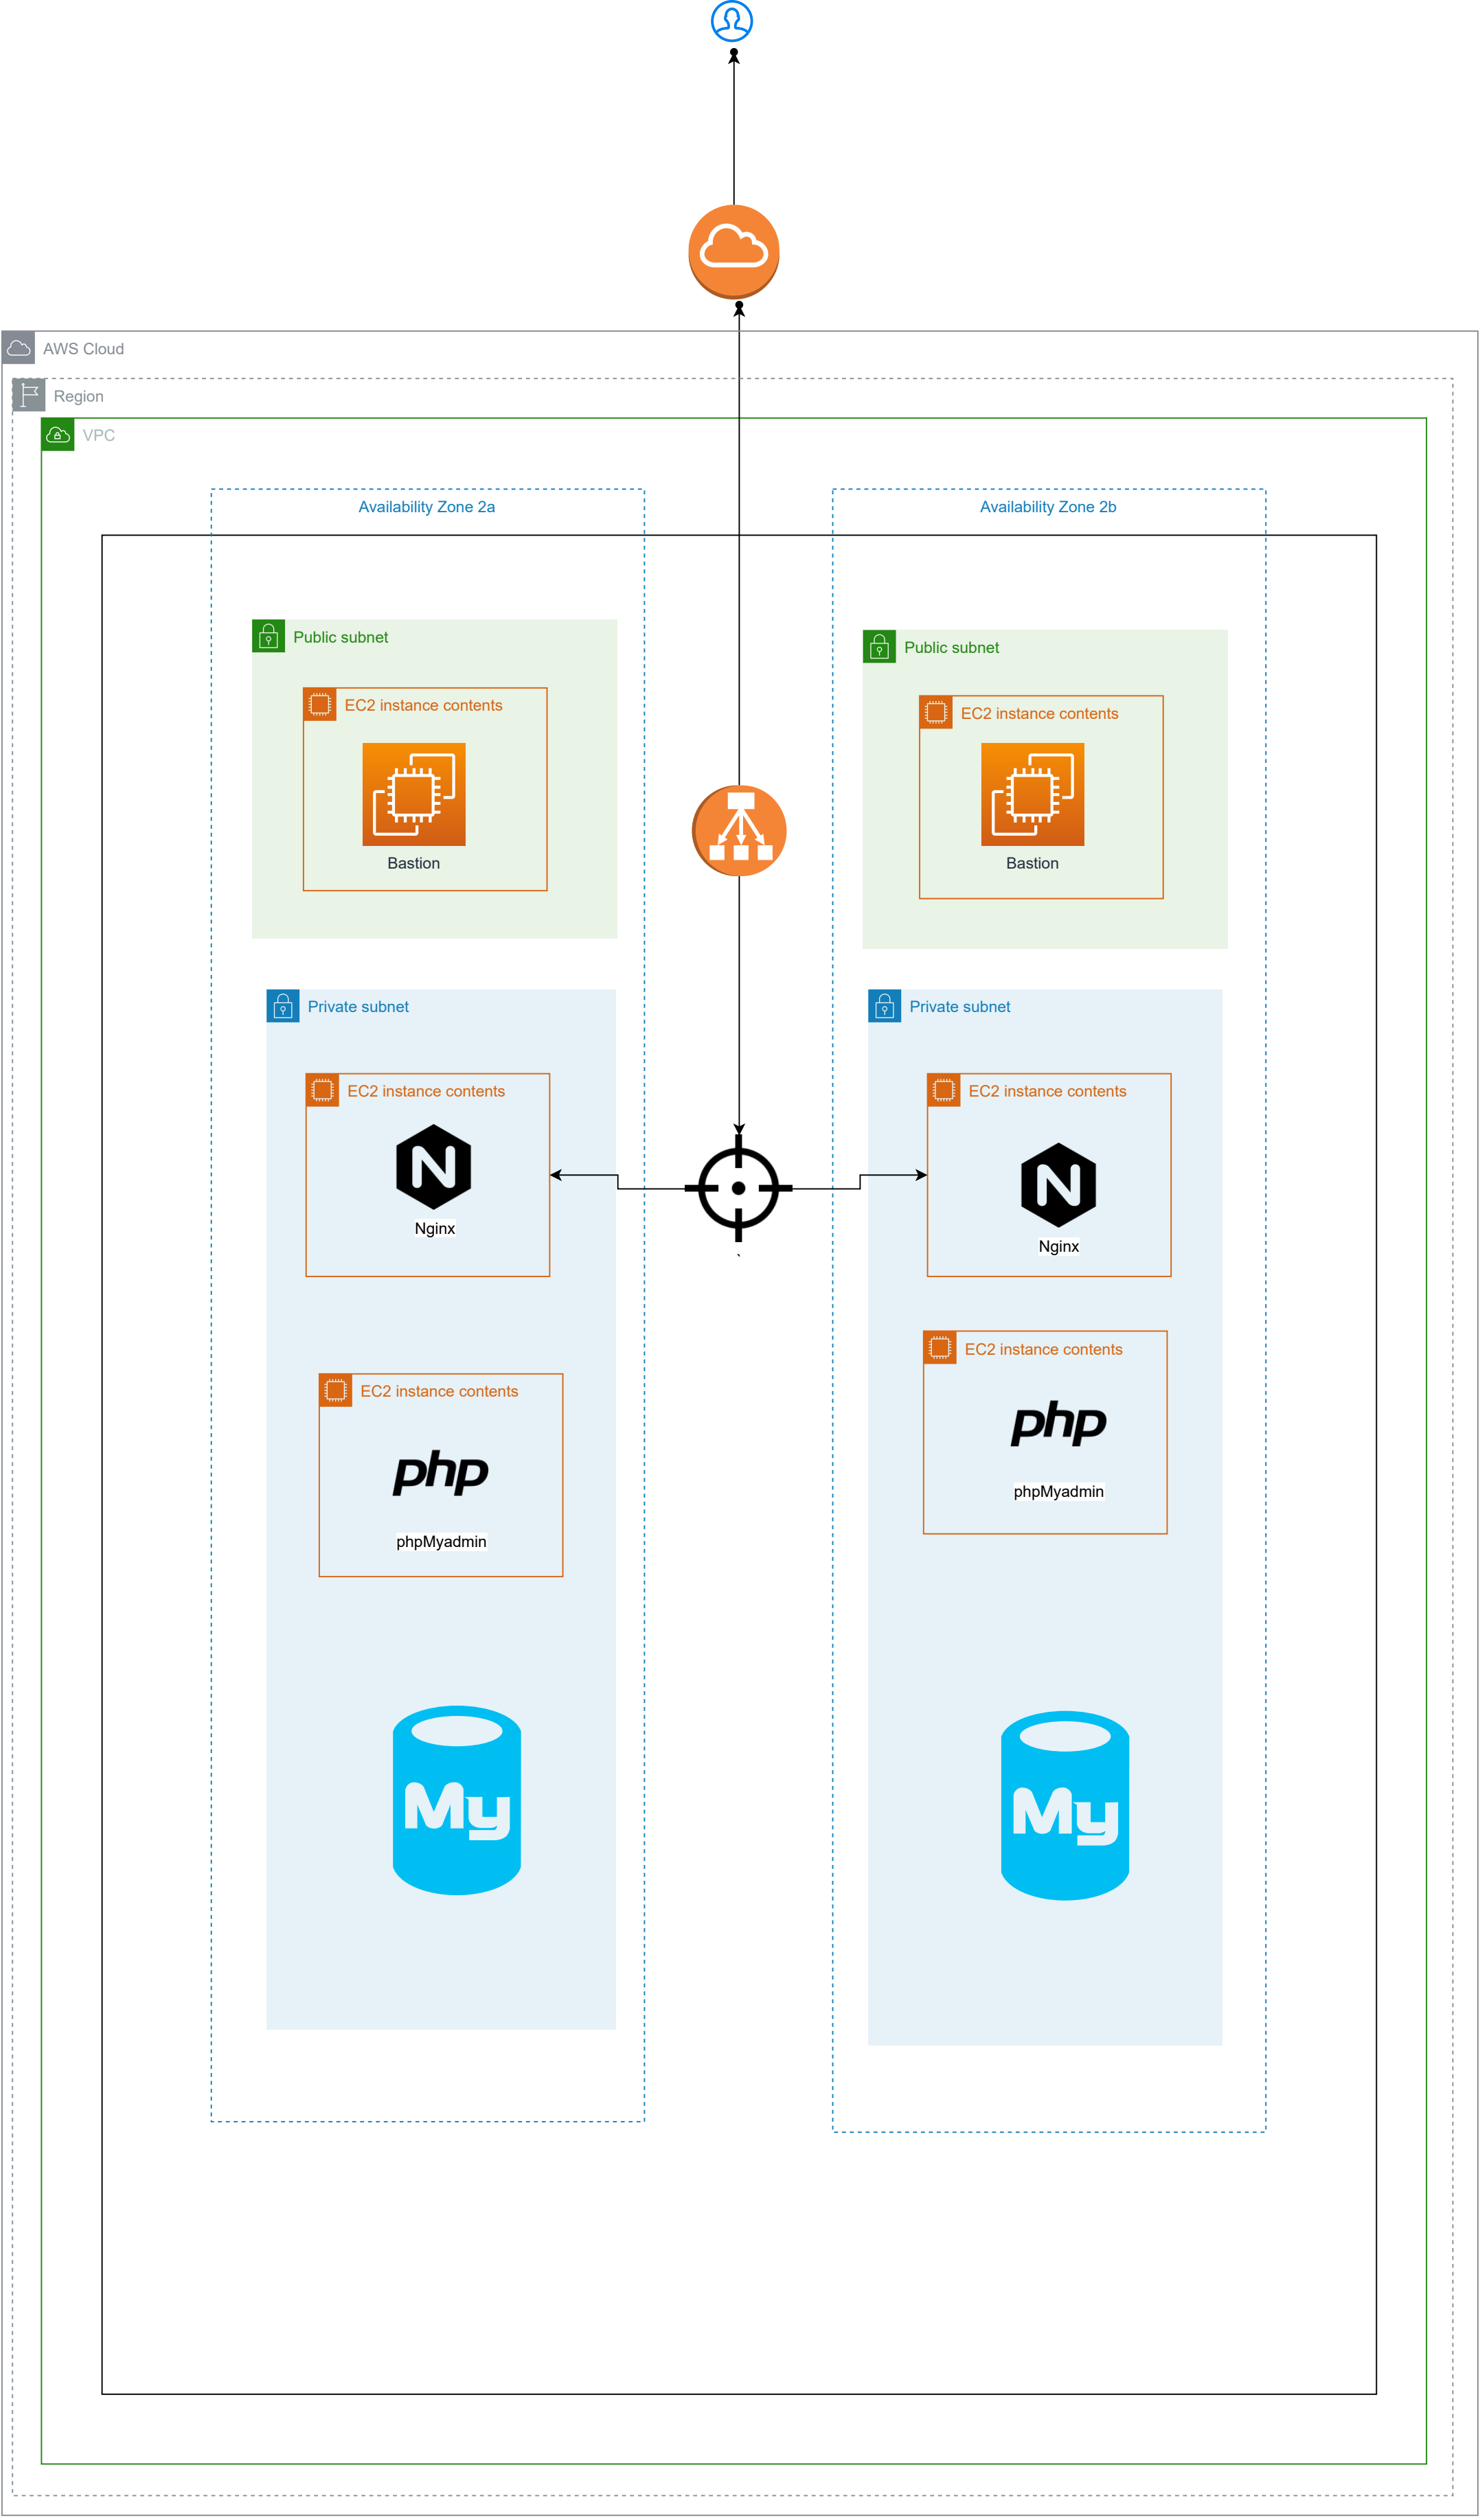 AWS Cloud
Region
VPC
Availability Zone 2a
Availability Zone 2b
Public subnet
Public subnet
EC2 instance contents
EC2 instance contents
Bastion
Bastion
Private subnet
Private subnet
EC2 instance contents
EC2 instance contents
N
N
Nginx
Nginx
`
EC2 instance contents
EC2 instance contents
php
php
phpMyadmin
phpMyadmin
My
My